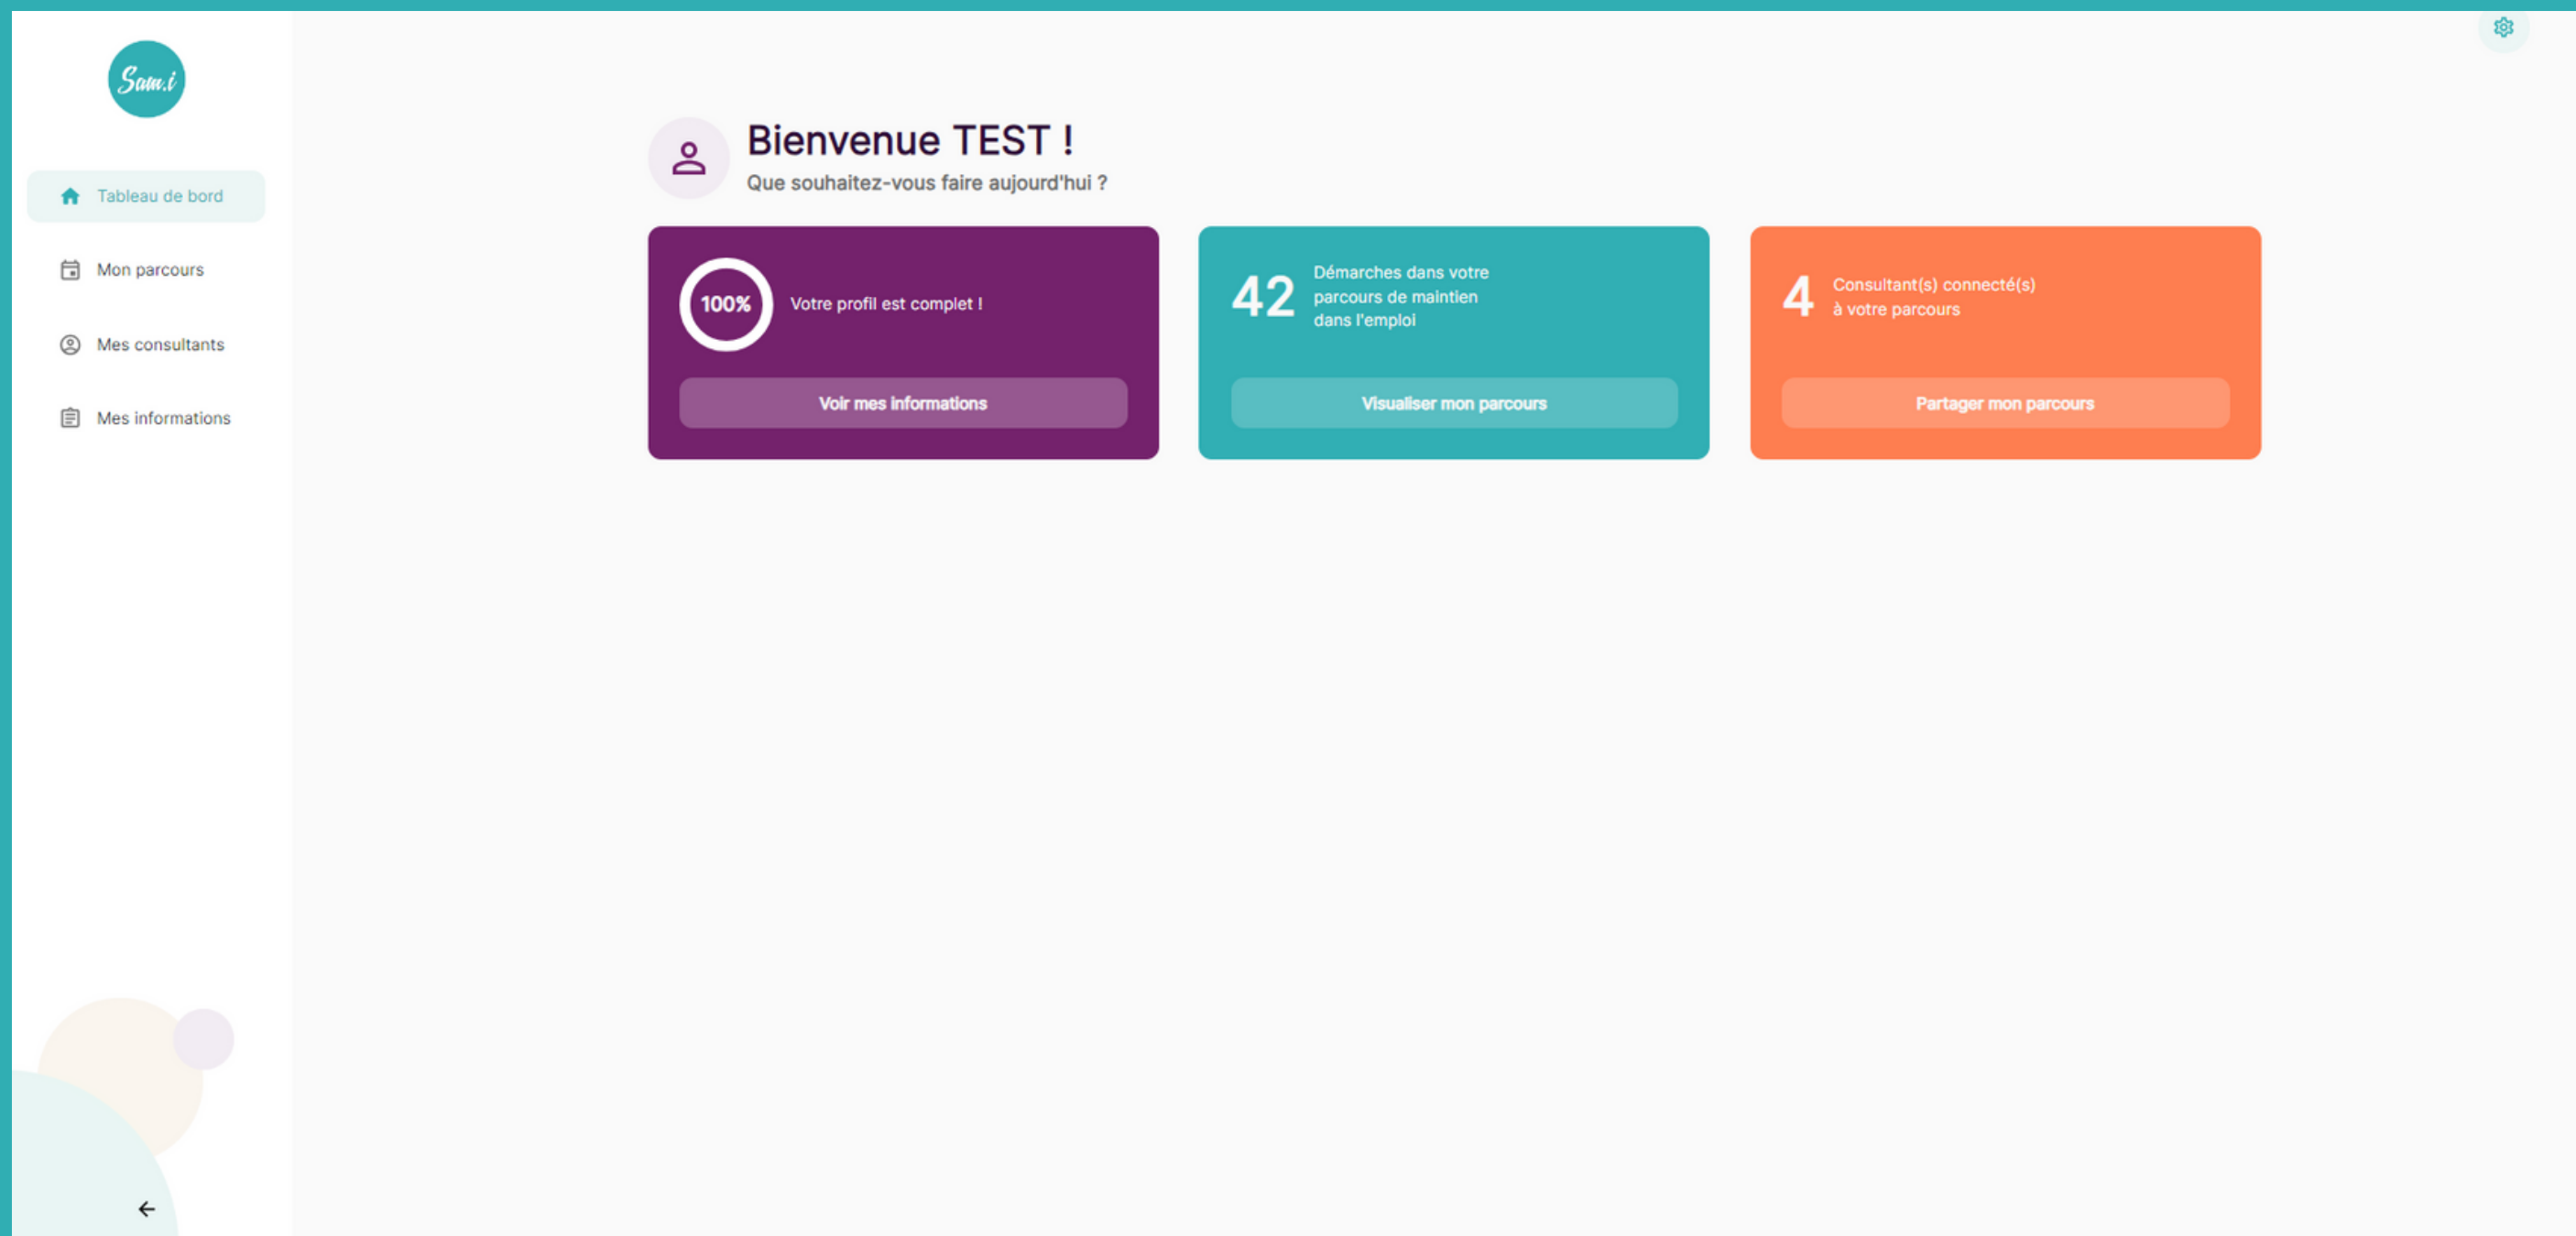 Sam.i
Tableau de bord
Mon parcours
Mes consultants
Mes informations
Bienvenue TEST !
Que souhaitez-vous faire aujourd'hui ?
100%
Votre profil est complet !
Voir mes informations
42
Démarches dans votre
parcours de maintien
dans l'emploi
Visualiser mon parcours
4
Consultant(s) connecté(s)
à votre parcours
Partager mon parcours